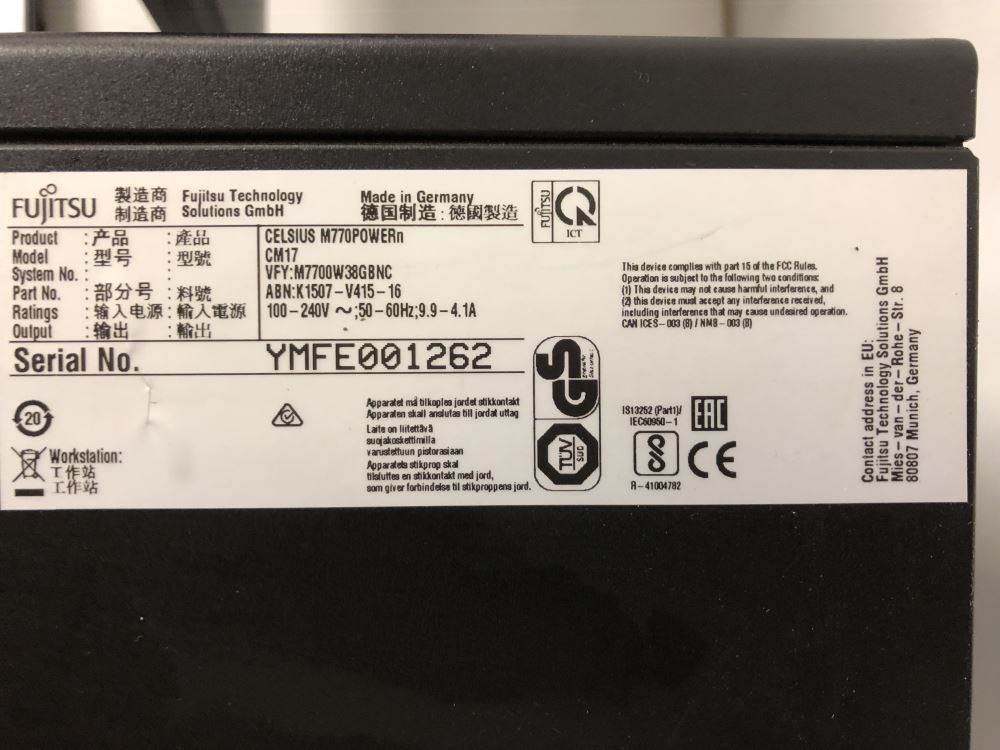 FUJITSU
製造商 Fujitsu Technology
制造商 Solutions GmbH
Made in Germany
德国制造 : 德國製造
FUJITSU
ICT
Product : 产品 : 產品 CELSIUS M770POWERn
Model : 型号 : 型號 CM17
System No. : : VFY:M7700W38GBNC
Part No. : 部分号 : 料號 ABN:K1507-V415-16
Ratings : 输入电源 : 輸入電源 100-240V ~;50-60Hz;9.9-4.1A
Output : 输出 : 輸出
Serial No. YMFE001262
20
Workstation:
工作站
工作站
Apparatet må tilkoples jordet stikkontakt
Apparaten skall anslutas till jordat uttag
Laite on liitettävä
suojakoskettimilla
varustettuun pistorasiaan
Apparatets stikprop skal
tilsluttes en stikkontakt med jord,
som giver forbindelse til stikproppens jord.
GS
TÜV
SÜD
This device complies with part 15 of the FCC Rules.
Operation is subject to the following two conditions:
(1) This device may not cause harmful interference, and
(2) this device must accept any interference received,
including interference that may cause undesired operation.
CAN ICES-003 (B) / NMB-003 (B)
IS13252 (Part1)/
IEC60950-1
EAC
R-41004782
CE
Contact address in EU:
Fujitsu Technology Solutions GmbH
Mies-van-der-Rohe-Str. 8
80807 Munich, Germany